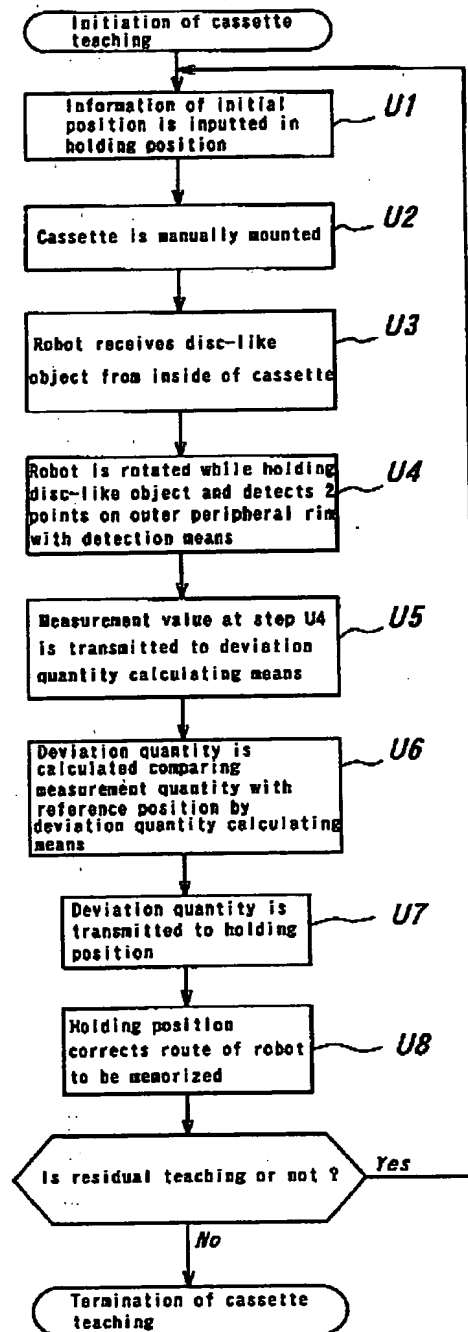 Initiation of cassette
teaching
Information of initial
position is inputted in
holding position
U1
Cassette is manually mounted
U2
Robot receives disc-like
object from inside of cassette
U3
Robot is rotated while holding
disc-like object and detects 2
points on outer peripheral rim
with detection means
U4
Measurement value at step U4
is transmitted to deviation
quantity calculating means
U5
Deviation quantity is
calculated comparing
measurement quantity with
reference position by
deviation quantity calculating
means
U6
Deviation quantity is
transmitted to holding
position
U7
Holding position
corrects route of robot
to be memorized
U8
Is residual teaching or not ?
Yes
No
Termination of cassette
teaching